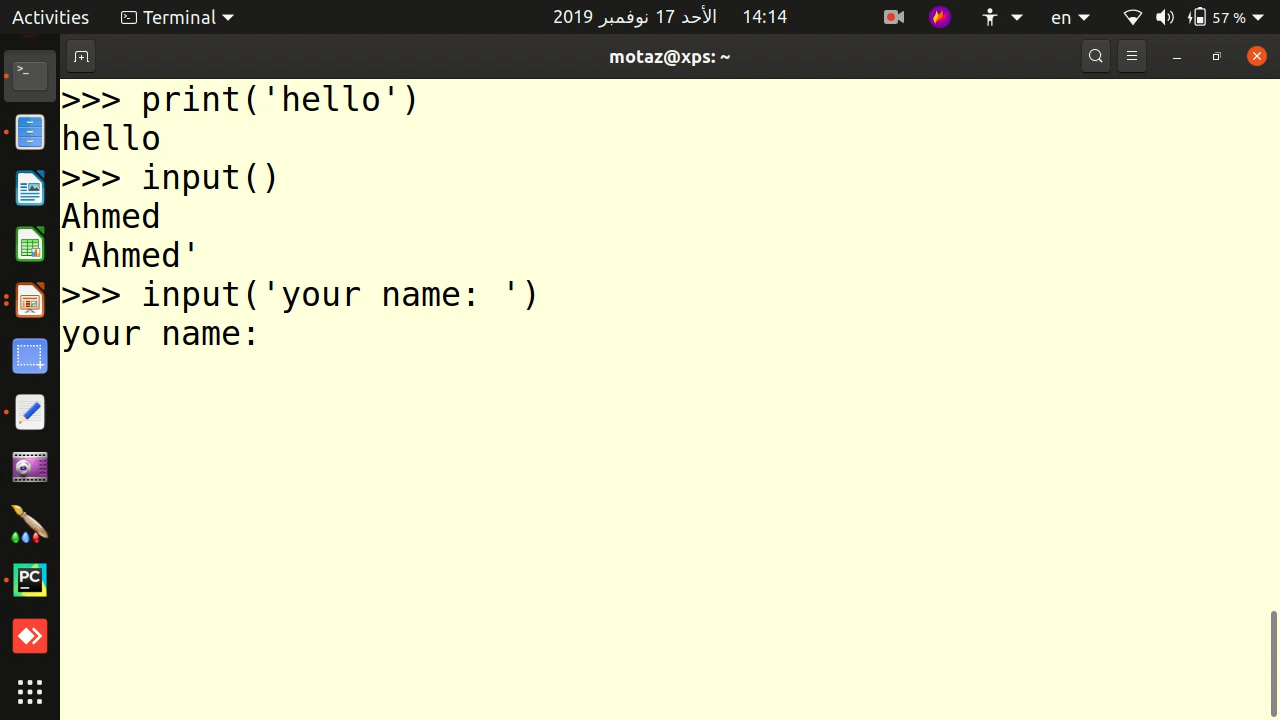 Activities Terminal الأحد 17 نوفمبر 2019 14:14 en 57 %
motaz@xps: ~
>>> print('hello')
hello
>>> input()
Ahmed
'Ahmed'
>>> input('your name: ')
your name:
>_
PC